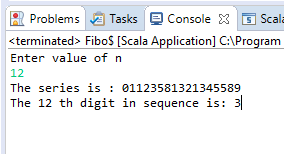 Problems Tasks Console Scala
<terminated> Fibo$ [Scala Application] C:\Program
Enter value of n
12
The series is : 01123581321345589
The 12 th digit in sequence is: 3